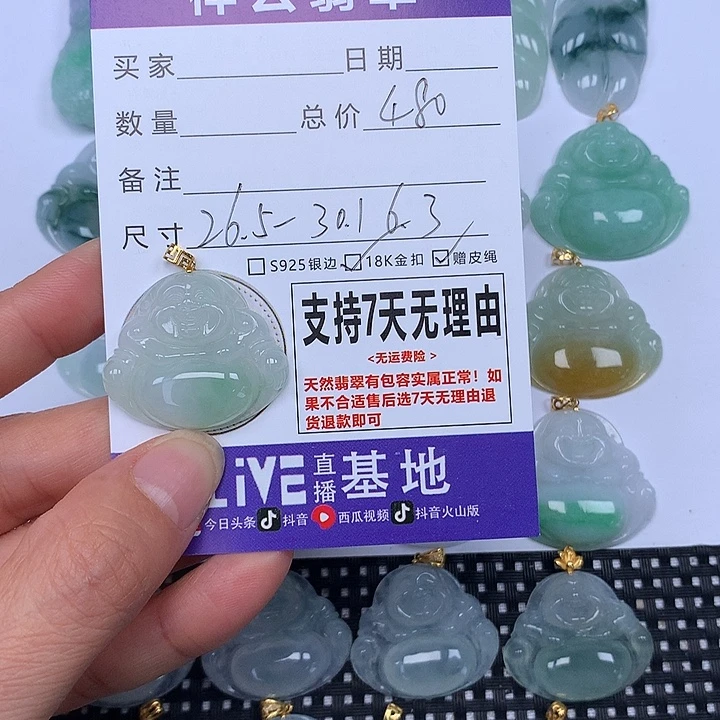 买家 日期
数量 总价 480
备注
尺寸 26.5-30.1 6.3
S925银边 18K金扣 赠皮绳
支持7天无理由
<无运费险>
天然翡翠有包容实属正常！如
果不合适售后选7天无理由退
货退款即可
LiVE 直播 基地
今日头条 抖音 西瓜视频 抖音火山版